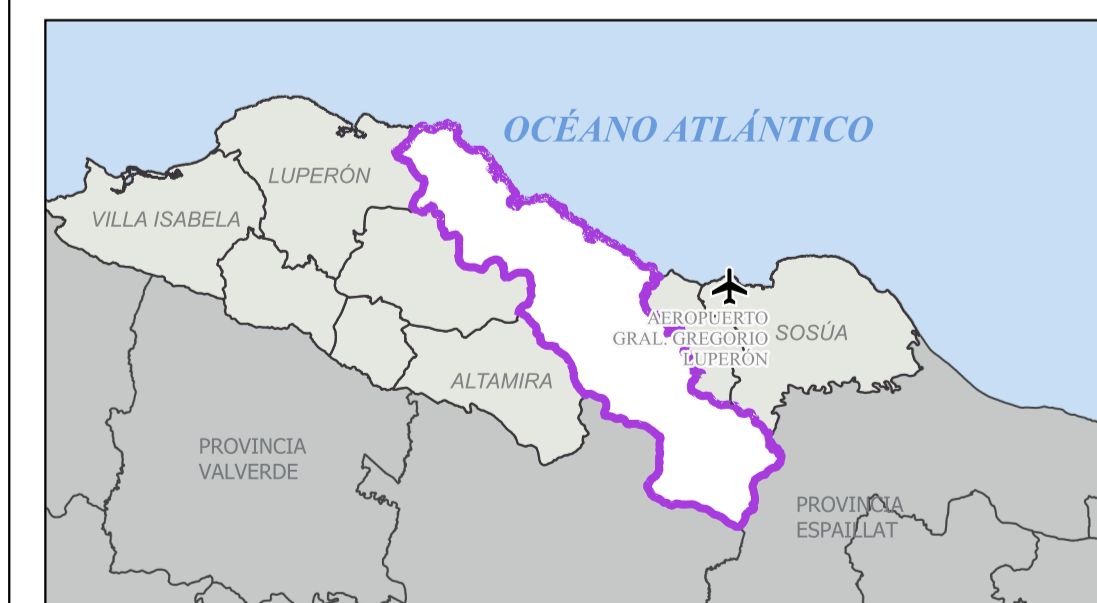 OCÉANO ATLÁNTICO
LUPERÓN
VILLA ISABELA
AEROPUERTO
GRAL. GREGORIO
LUPERÓN
SOSÚA
ALTAMIRA
PROVINCIA
VALVERDE
PROVINCIA
ESPAILLAT